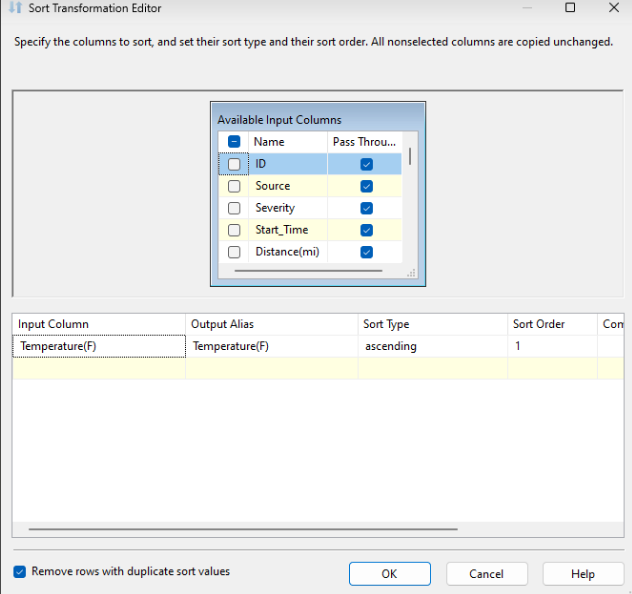 Sort Transformation Editor
Specify the columns to sort, and set their sort type and their sort order. All nonselected columns are copied unchanged.
Available Input Columns
Name Pass Throu...
ID
Source
Severity
Start_Time
Distance(mi)
Input Column Output Alias Sort Type Sort Order Com
Temperature(F) Temperature(F) ascending 1
Remove rows with duplicate sort values OK Cancel Help